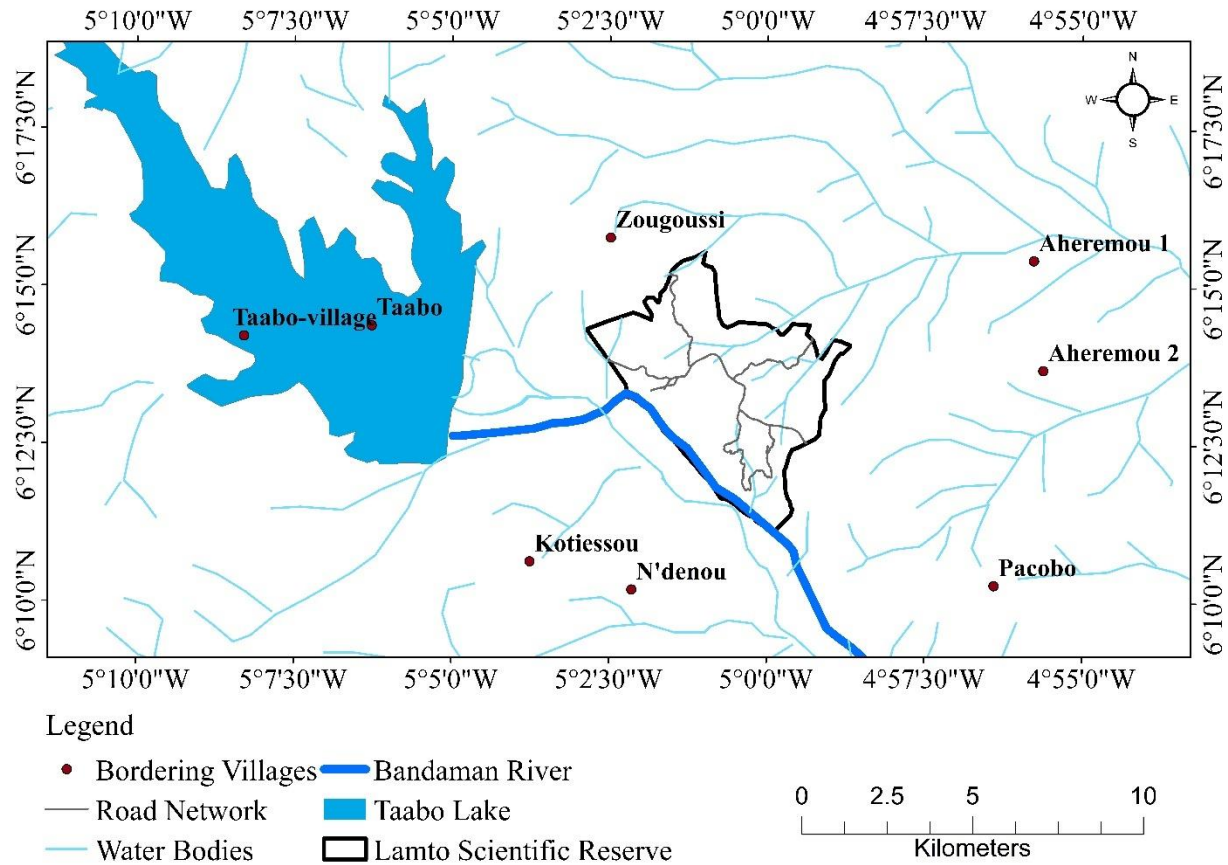 5°10'0"W 5°7'30"W 5°5'0"W 5°2'30"W 5°0'0"W 4°57'30"W 4°55'0"W
N
W E
S
6°17'30"N 6°17'30"N
Zougoussi
Aheremou 1
6°15'0"N 6°15'0"N
Taabo-village Taabo
Aheremou 2
6°12'30"N 6°12'30"N
Kotiessou
N'denou Pacobo
6°10'0"N 6°10'0"N
5°10'0"W 5°7'30"W 5°5'0"W 5°2'30"W 5°0'0"W 4°57'30"W 4°55'0"W
Legend
Bordering Villages Bandaman River
Road Network Taabo Lake
Water Bodies Lamto Scientific Reserve
0 2.5 5 10
Kilometers